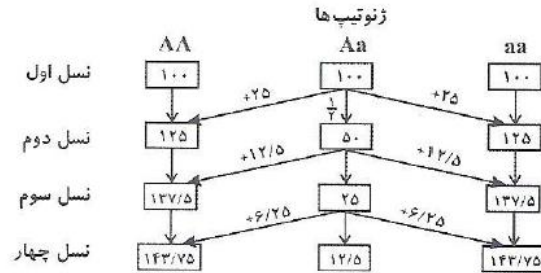 ژنوتیپ‌ها
AA Aa aa
نسل اول ۱۰۰ ۱۰۰ ۱۰۰
+۲۵ ۱/۲ +۲۵
نسل دوم ۱۲۵ ۵۰ ۱۲۵
+۱۲/۵ +۱۲/۵
نسل سوم ۱۳۷/۵ ۲۵ ۱۳۷/۵
+۶/۲۵ +۶/۲۵
نسل چهار ۱۴۳/۷۵ ۱۲/۵ ۱۴۳/۷۵